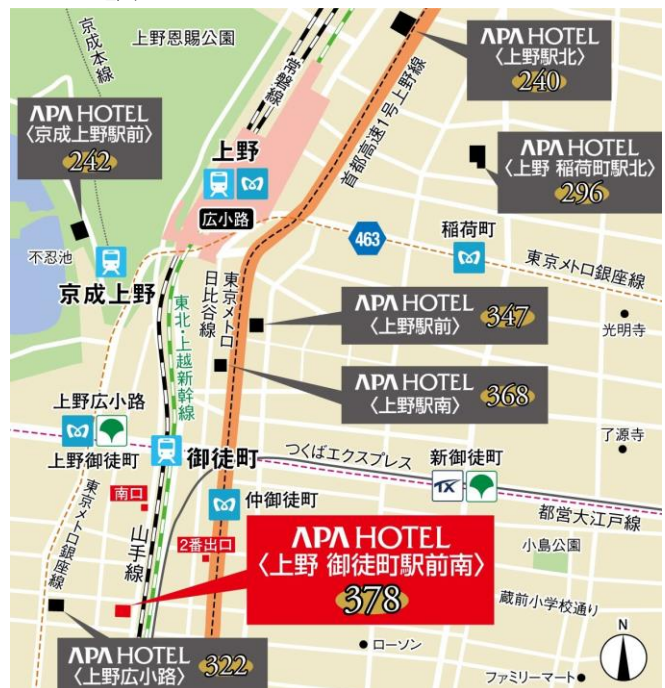 京成本線
上野恩賜公園
常磐線
首都高速1号上野線
APA HOTEL
〈上野駅北〉
240
APA HOTEL
〈京成上野駅前〉
242
APA HOTEL
〈上野 稲荷町駅北〉
296
上野
広小路
463
稲荷町
東京メトロ銀座線
不忍池
京成上野
東北・上越新幹線
東京メトロ
日比谷線
APA HOTEL
〈上野駅前〉
347
光明寺
APA HOTEL
〈上野駅南〉
368
上野広小路
上野御徒町
御徒町
つくばエクスプレス
新御徒町
TX
了源寺
都営大江戸線
東京メトロ銀座線
南口
山手線
仲御徒町
2番出口
APA HOTEL
〈上野 御徒町駅前南〉
378
小島公園
蔵前小学校通り
APA HOTEL
〈上野広小路〉
322
ローソン
ファミリーマート
N